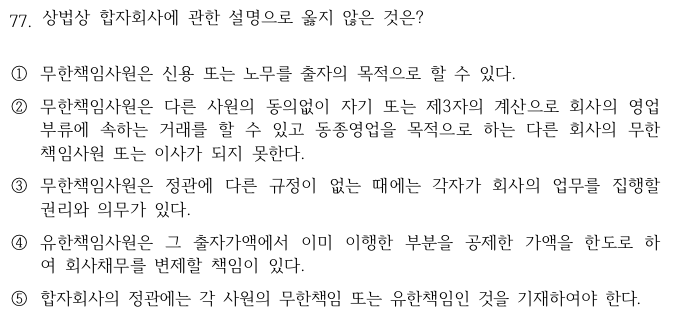 77. 상법상 합자회사에 관한 설명으로 옳지 않은 것은?
① 무한책임사원은 신용 또는 노무를 출자의 목적으로 할 수 있다.
② 무한책임사원은 다른 사원의 동의없이 자기 또는 제3자의 계산으로 회사의 영업
부류에 속하는 거래를 할 수 있고 동종영업을 목적으로 하는 다른 회사의 무한
책임사원 또는 이사가 되지 못한다.
③ 무한책임사원은 정관에 다른 규정이 없는 때에는 각자가 회사의 업무를 집행할
권리와 의무가 있다.
④ 유한책임사원은 그 출자가액에서 이미 이행한 부분을 공제한 가액을 한도로 하
여 회사채무를 변제할 책임이 있다.
⑤ 합자회사의 정관에는 각 사원의 무한책임 또는 유한책임인 것을 기재하여야 한다.